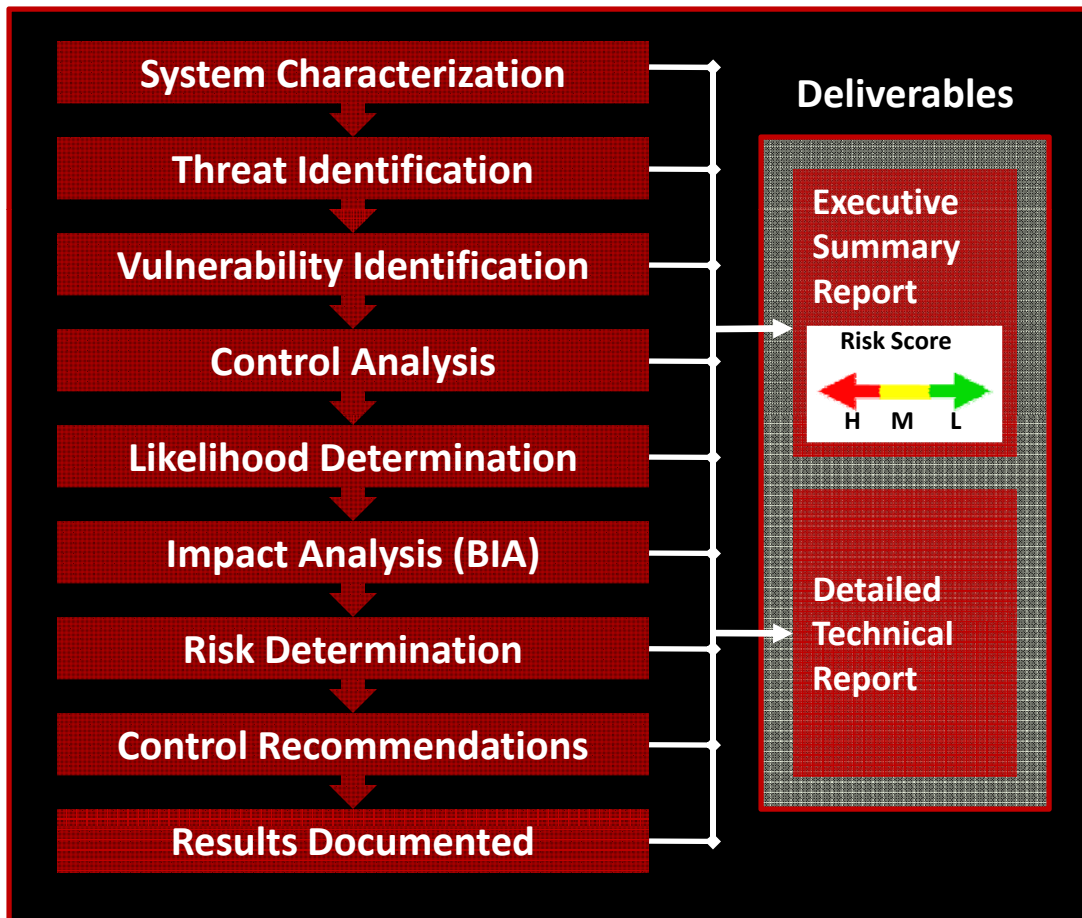 System Characterization
Threat Identification
Vulnerability Identification
Control Analysis
Likelihood Determination
Impact Analysis (BIA)
Risk Determination
Control Recommendations
Results Documented
Deliverables
Executive
Summary
Report
Risk Score
H M L
Detailed
Technical
Report